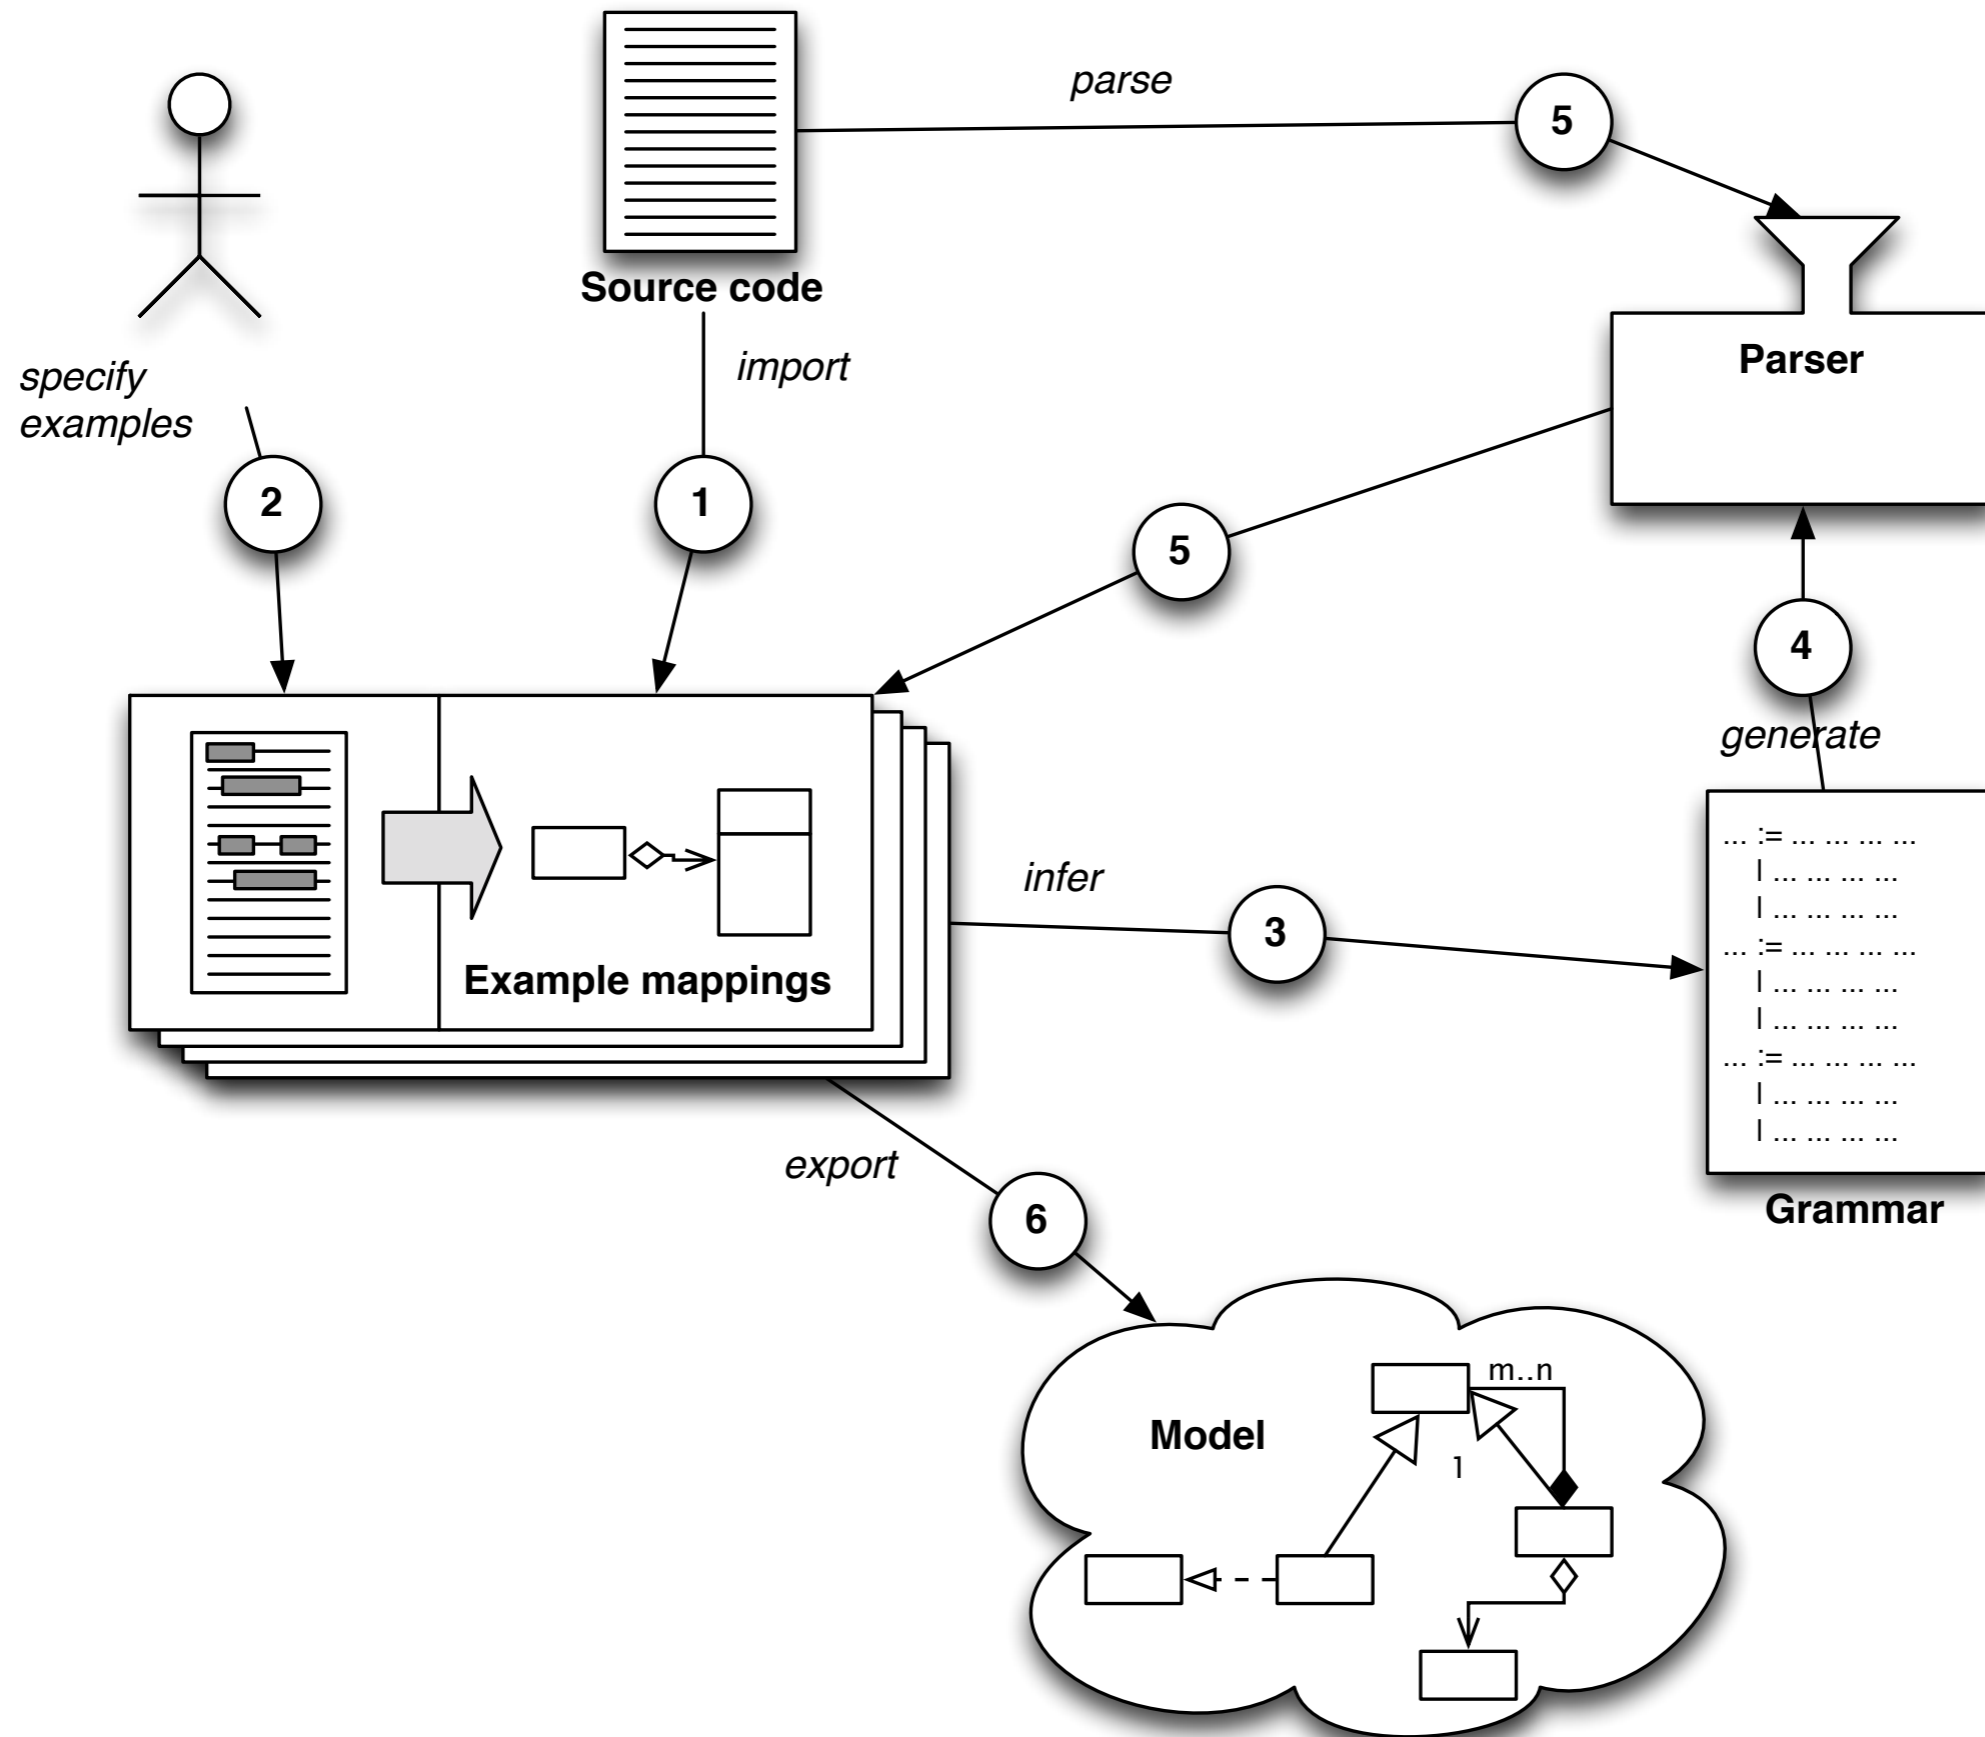 parse
5
Source code
import
specify
examples
Parser
2
1
5
4
generate
... := ... ... ... ...
| ... ... ... ...
| ... ... ... ...
... := ... ... ... ...
| ... ... ... ...
| ... ... ... ...
... := ... ... ... ...
| ... ... ... ...
| ... ... ... ...
Grammar
infer
3
Example mappings
export
6
m..n
Model
1